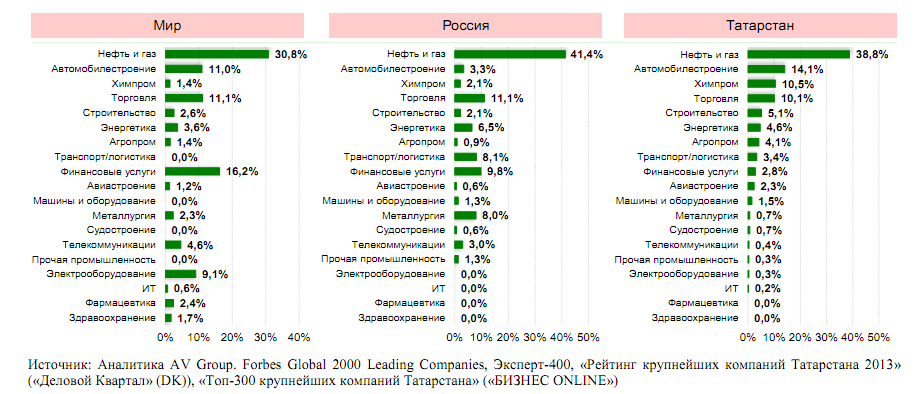 Мир Россия Татарстан
Нефть и газ 30,8% Нефть и газ 41,4% Нефть и газ 38,8%
Автомобилестроение 11,0% Автомобилестроение 3,3% Автомобилестроение 14,1%
Химпром 1,4% Химпром 2,1% Химпром 10,5%
Торговля 11,1% Торговля 11,1% Торговля 10,1%
Строительство 2,6% Строительство 2,1% Строительство 5,1%
Энергетика 3,6% Энергетика 6,5% Энергетика 4,6%
Агропром 1,4% Агропром 0,9% Агропром 4,1%
Транспорт/логистика 0,0% Транспорт/логистика 8,1% Транспорт/логистика 3,4%
Финансовые услуги 16,2% Финансовые услуги 9,8% Финансовые услуги 2,8%
Авиастроение 1,2% Авиастроение 0,6% Авиастроение 2,3%
Машины и оборудование 0,0% Машины и оборудование 1,3% Машины и оборудование 1,5%
Металлургия 2,3% Металлургия 8,0% Металлургия 0,7%
Судостроение 0,0% Судостроение 0,6% Судостроение 0,7%
Телекоммуникации 4,6% Телекоммуникации 3,0% Телекоммуникации 0,4%
Прочая промышленность 0,0% Прочая промышленность 1,3% Прочая промышленность 0,3%
Электрооборудование 9,1% Электрооборудование 0,0% Электрооборудование 0,3%
ИТ 0,6% ИТ 0,0% ИТ 0,2%
Фармацевтика 2,4% Фармацевтика 0,0% Фармацевтика 0,0%
Здравоохранение 1,7% Здравоохранение 0,0% Здравоохранение 0,0%
0% 10% 20% 30% 40% 0% 10% 20% 30% 40% 50% 0% 10% 20% 30% 40% 50%
Источник: Аналитика AV Group. Forbes Global 2000 Leading Companies, Эксперт-400, «Рейтинг крупнейших компаний Татарстана 2013»
(«Деловой Квартал» (DK)), «Топ-300 крупнейших компаний Татарстана» («БИЗНЕС ONLINE»)